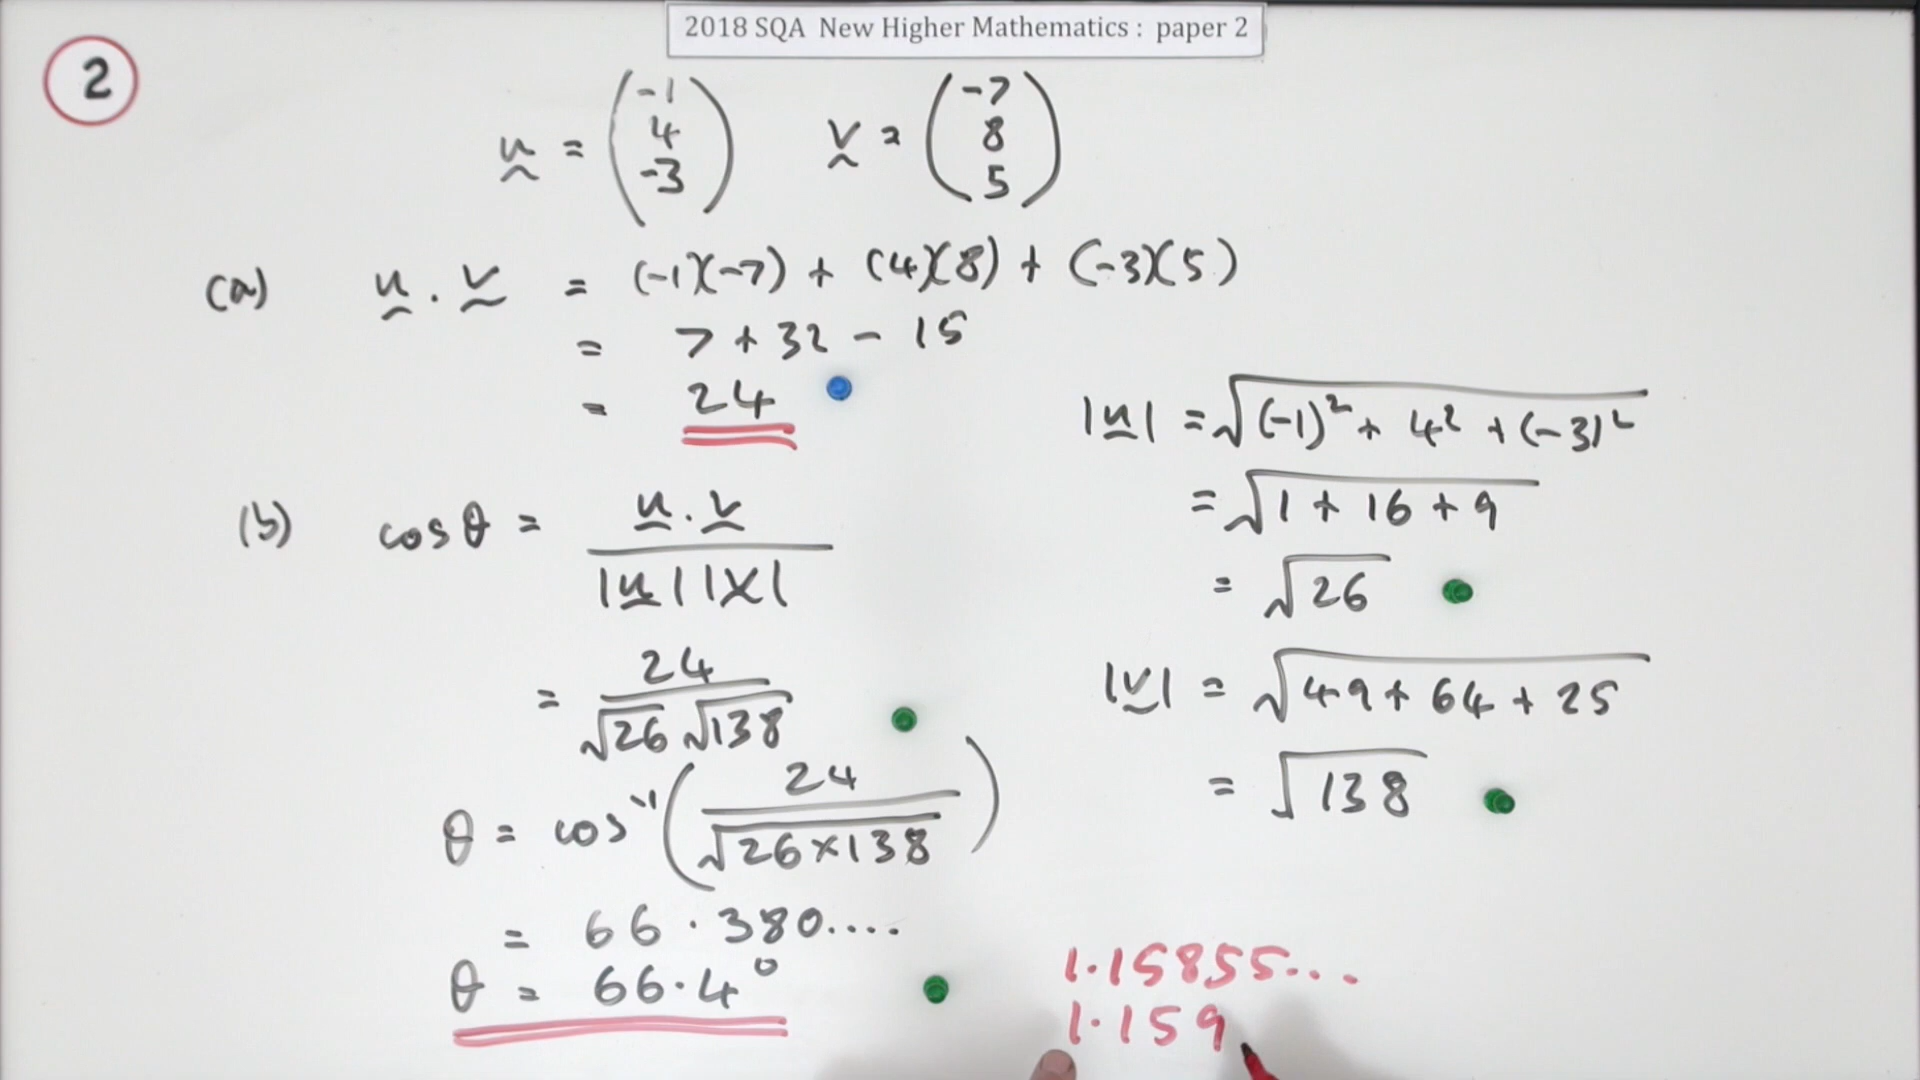 2018 SQA New Higher Mathematics : paper 2
2
u = (-1 4 -3) v = (-7 8 5)
(a) u . v = (-1)(-7) + (4)(8) + (-3)(5)
= 7 + 32 - 15
= 24
(b) cos θ = u . v / |u| |v|
= 24 / √26 √138
θ = cos⁻¹ ( 24 / √26×138 )
= 66.380....
θ = 66.4°
|u| = √(-1)² + 4² + (-3)²
= √1 + 16 + 9
= √26
|v| = √49 + 64 + 25
= √138
1.15855...
1.159